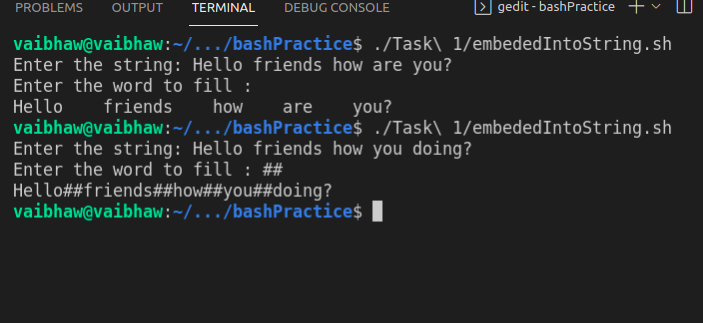 PROBLEMS OUTPUT TERMINAL DEBUG CONSOLE gedit - bashPractice
vaibhaw@vaibhaw:~/.../bashPractice$ ./Task\ 1/embededIntoString.sh
Enter the string: Hello friends how are you?
Enter the word to fill :
Hello    friends    how    are    you?
vaibhaw@vaibhaw:~/.../bashPractice$ ./Task\ 1/embededIntoString.sh
Enter the string: Hello friends how you doing?
Enter the word to fill : ##
Hello##friends##how##you##doing?
vaibhaw@vaibhaw:~/.../bashPractice$